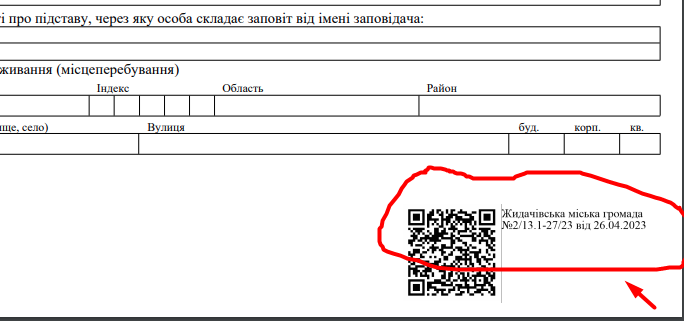 і про підставу, через яку особа складає заповіт від імені заповідача:
живання (місцеперебування)
Індекс Область Район
ище, село) Вулиця буд. корп. кв.
Жидачівська міська громада
№2/13.1-27/23 від 26.04.2023